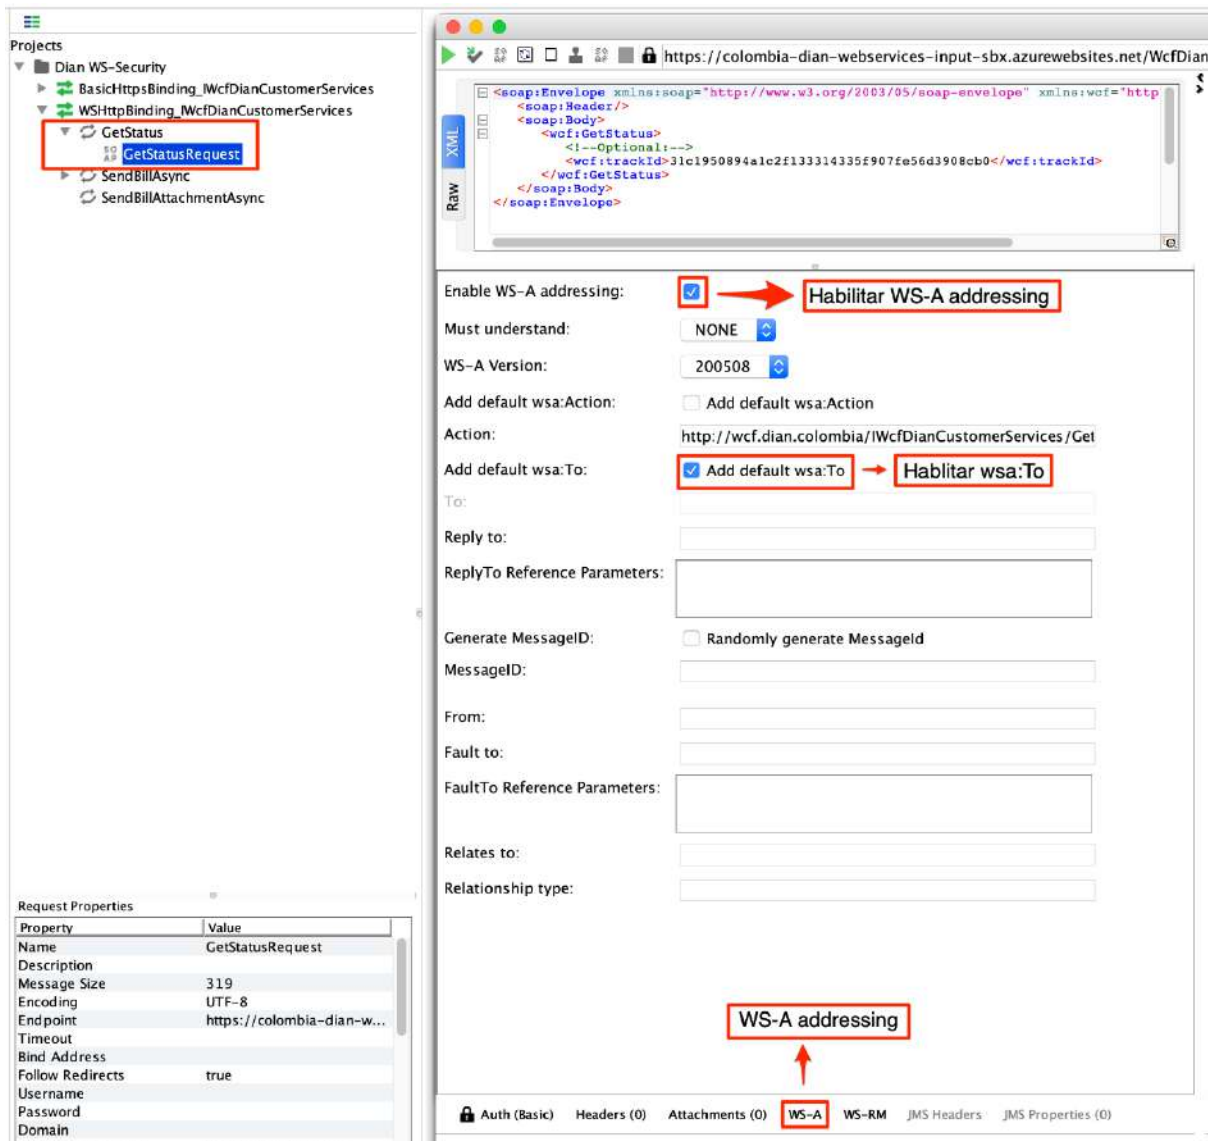 Projects
Dian WS-Security
BasicHttpsBinding_IWcfDianCustomerServices
WSHttpBinding_IWcfDianCustomerServices
GetStatus
GetStatusRequest
SendBillAsync
SendBillAttachmentAsync
https://colombia-dian-webservices-input-sbx.azurewebsites.net/WcfDian
XML
Raw
<soap:Envelope xmlns:soap="http://www.w3.org/2003/05/soap-envelope" xmlns:wcf="http
<soap:Header/>
<soap:Body>
<wcf:GetStatus>
<!--Optional:-->
<wcf:trackId>31c1950894a1c2f133314335f907fe56d3908cb0</wcf:trackId>
</wcf:GetStatus>
</soap:Body>
</soap:Envelope>
Enable WS-A addressing:
Habilitar WS-A addressing
Must understand: NONE
WS-A Version: 200508
Add default wsa:Action: Add default wsa:Action
Action: http://wcf.dian.colombia/IWcfDianCustomerServices/Get
Add default wsa:To: Add default wsa:To
Hablitar wsa:To
To:
Reply to:
ReplyTo Reference Parameters:
Generate MessageID: Randomly generate MessageId
MessageID:
From:
Fault to:
FaultTo Reference Parameters:
Relates to:
Relationship type:
WS-A addressing
Auth (Basic) Headers (0) Attachments (0) WS-A WS-RM JMS Headers JMS Properties (0)
Request Properties
Property Value
Name GetStatusRequest
Description
Message Size 319
Encoding UTF-8
Endpoint https://colombia-dian-w...
Timeout
Bind Address
Follow Redirects true
Username
Password
Domain